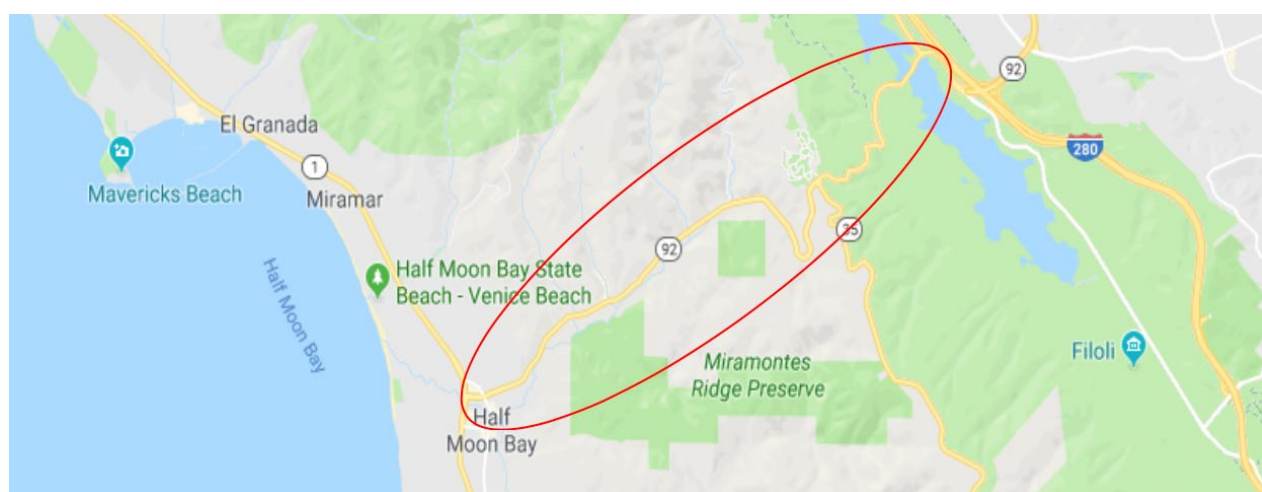 92
El Granada
280
1
Mavericks Beach
Miramar
35
92
Half Moon Bay State
Beach - Venice Beach
Half Moon Bay
Filoli
Miramontes
Ridge Preserve
Half
Moon Bay